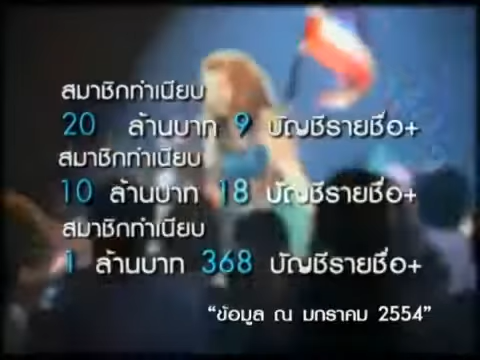 สมาชิกทำเนียบ
20 ล้านบาท 9 บัญชีรายชื่อ+
สมาชิกทำเนียบ
10 ล้านบาท 18 บัญชีรายชื่อ+
สมาชิกทำเนียบ
1 ล้านบาท 368 บัญชีรายชื่อ+
“ข้อมูล ณ มกราคม 2554”